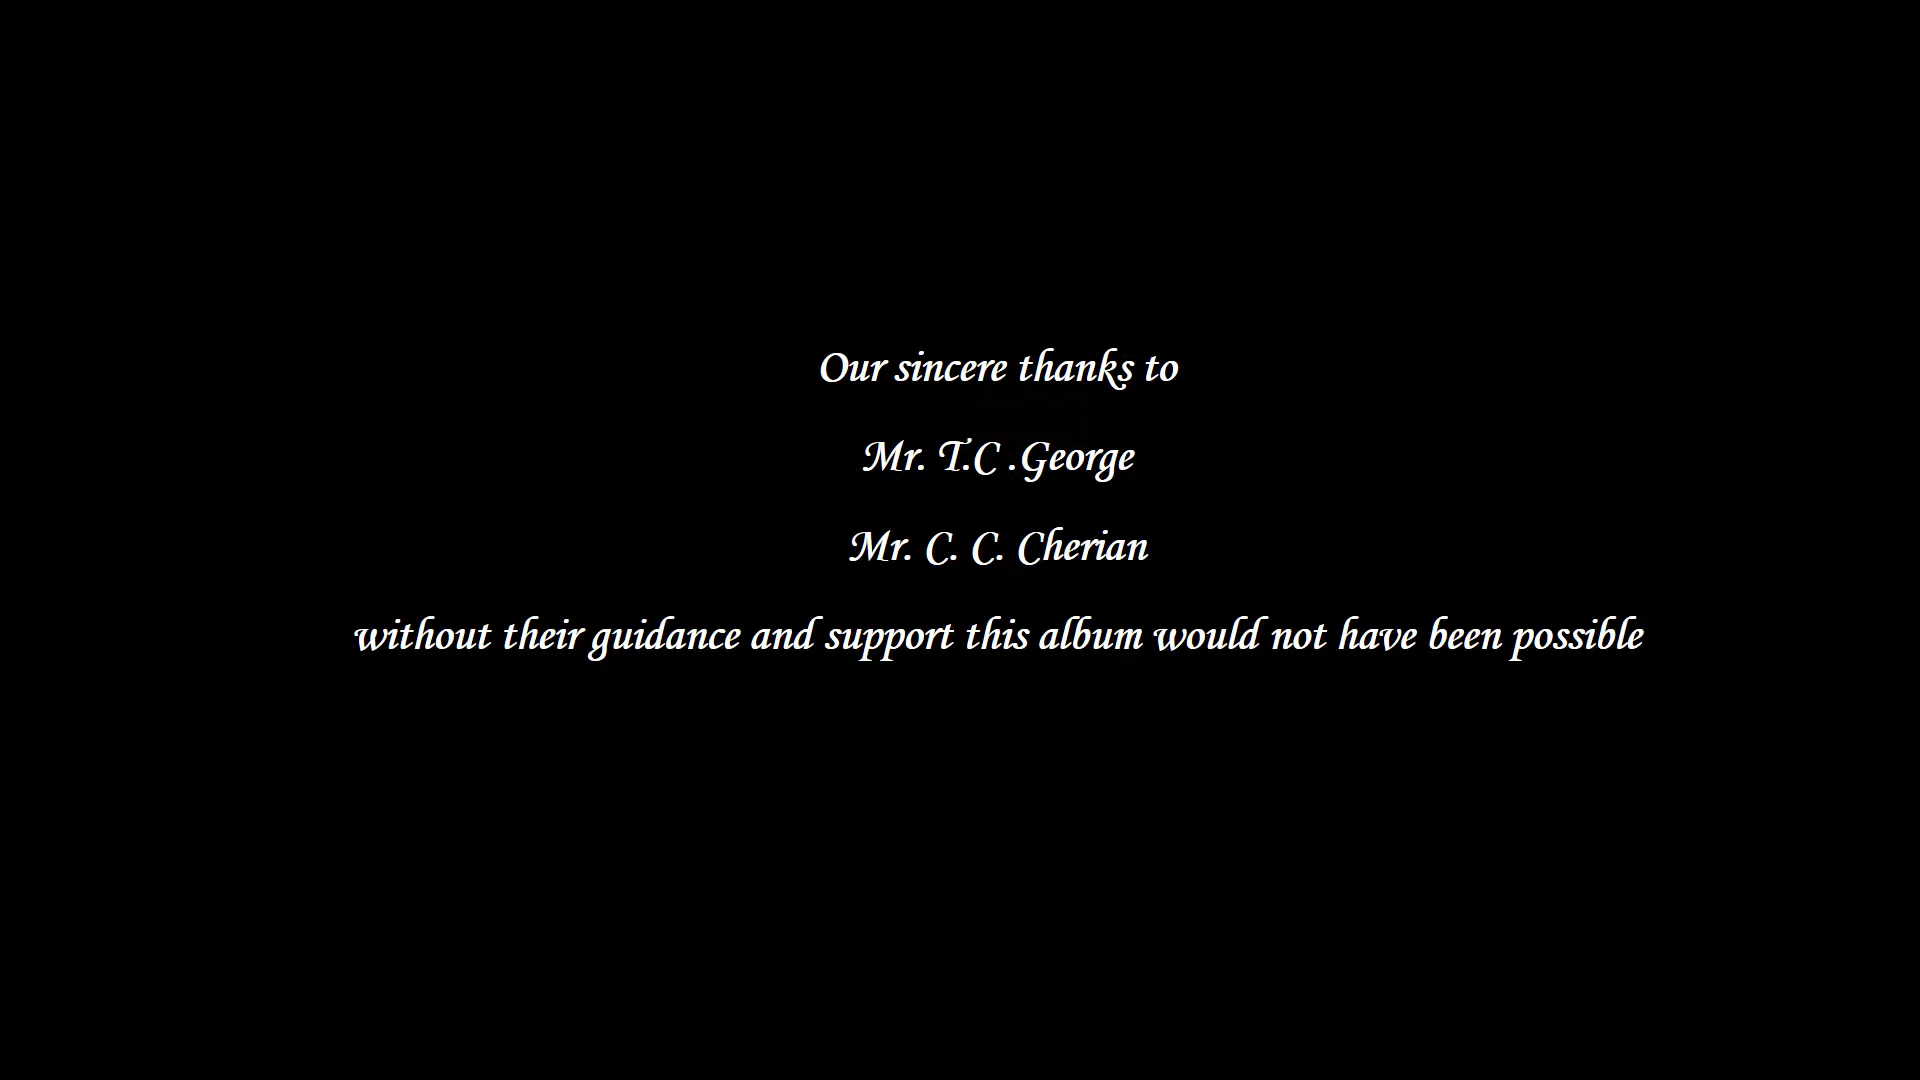 Our sincere thanks to
Mr. T.C .George
Mr. C. C. Cherian
without their guidance and support this album would not have been possible